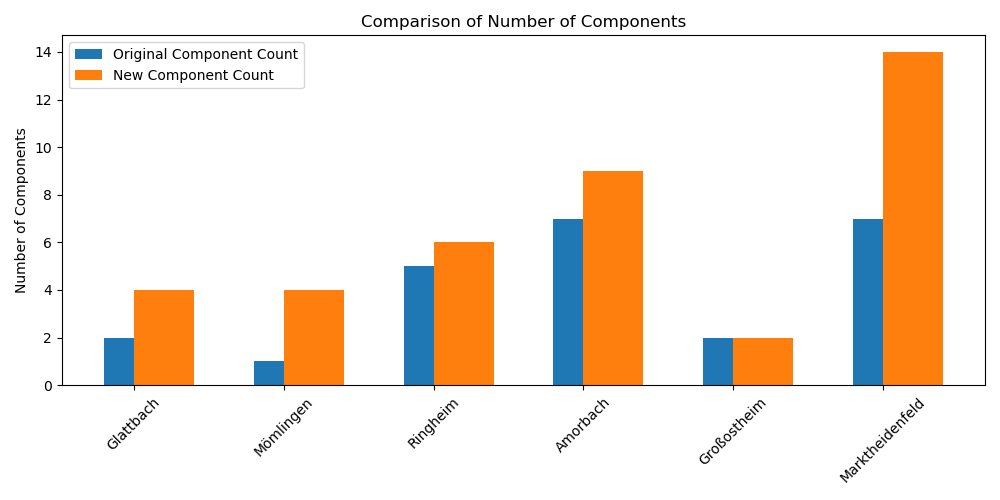 Comparison of Number of Components
Original Component Count
New Component Count
Number of Components
14
12
10
8
6
4
2
0
Glattbach
Mömlingen
Ringheim
Amorbach
Großostheim
Marktheidenfeld